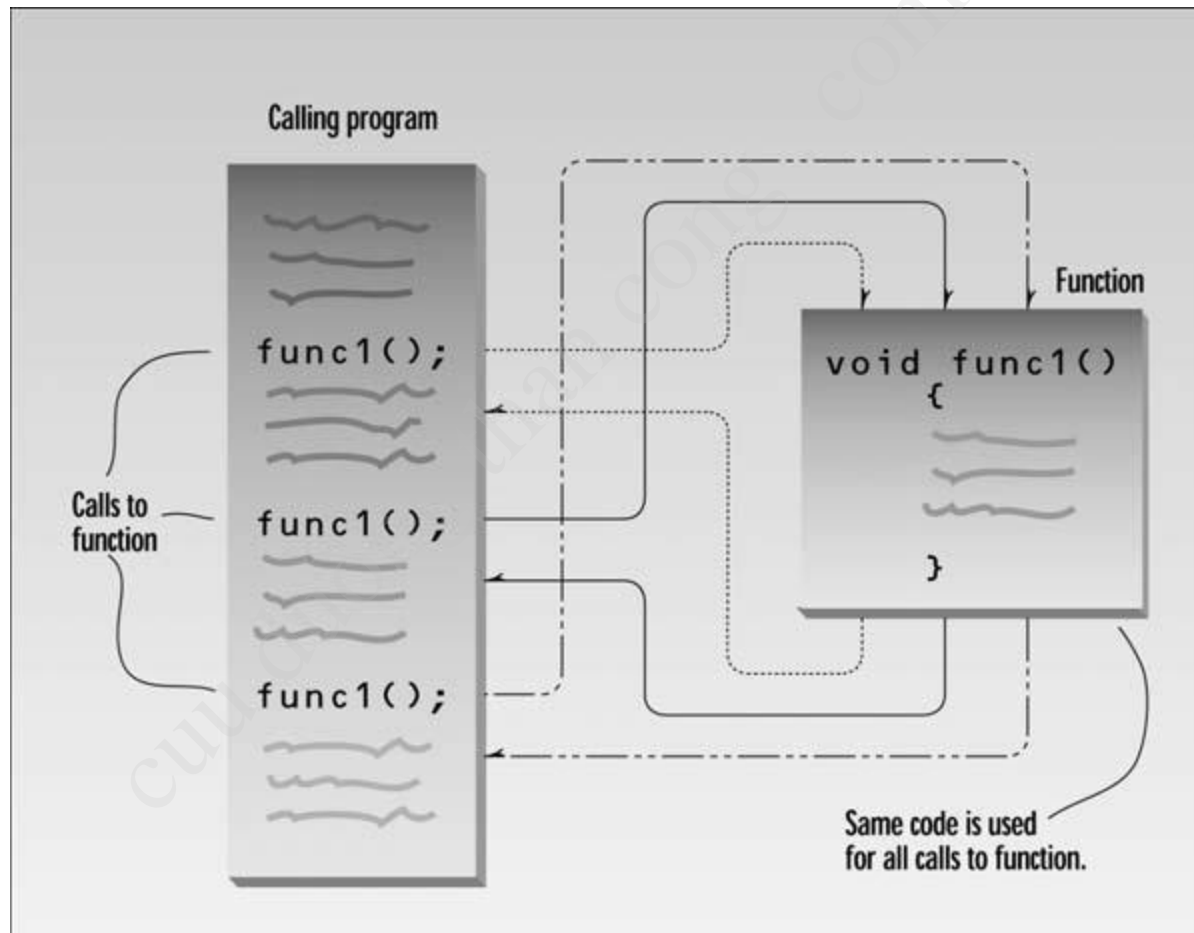 Calling program
func1();
func1();
func1();
Calls to
function
Function
void func1()
{
}
Same code is used
for all calls to function.